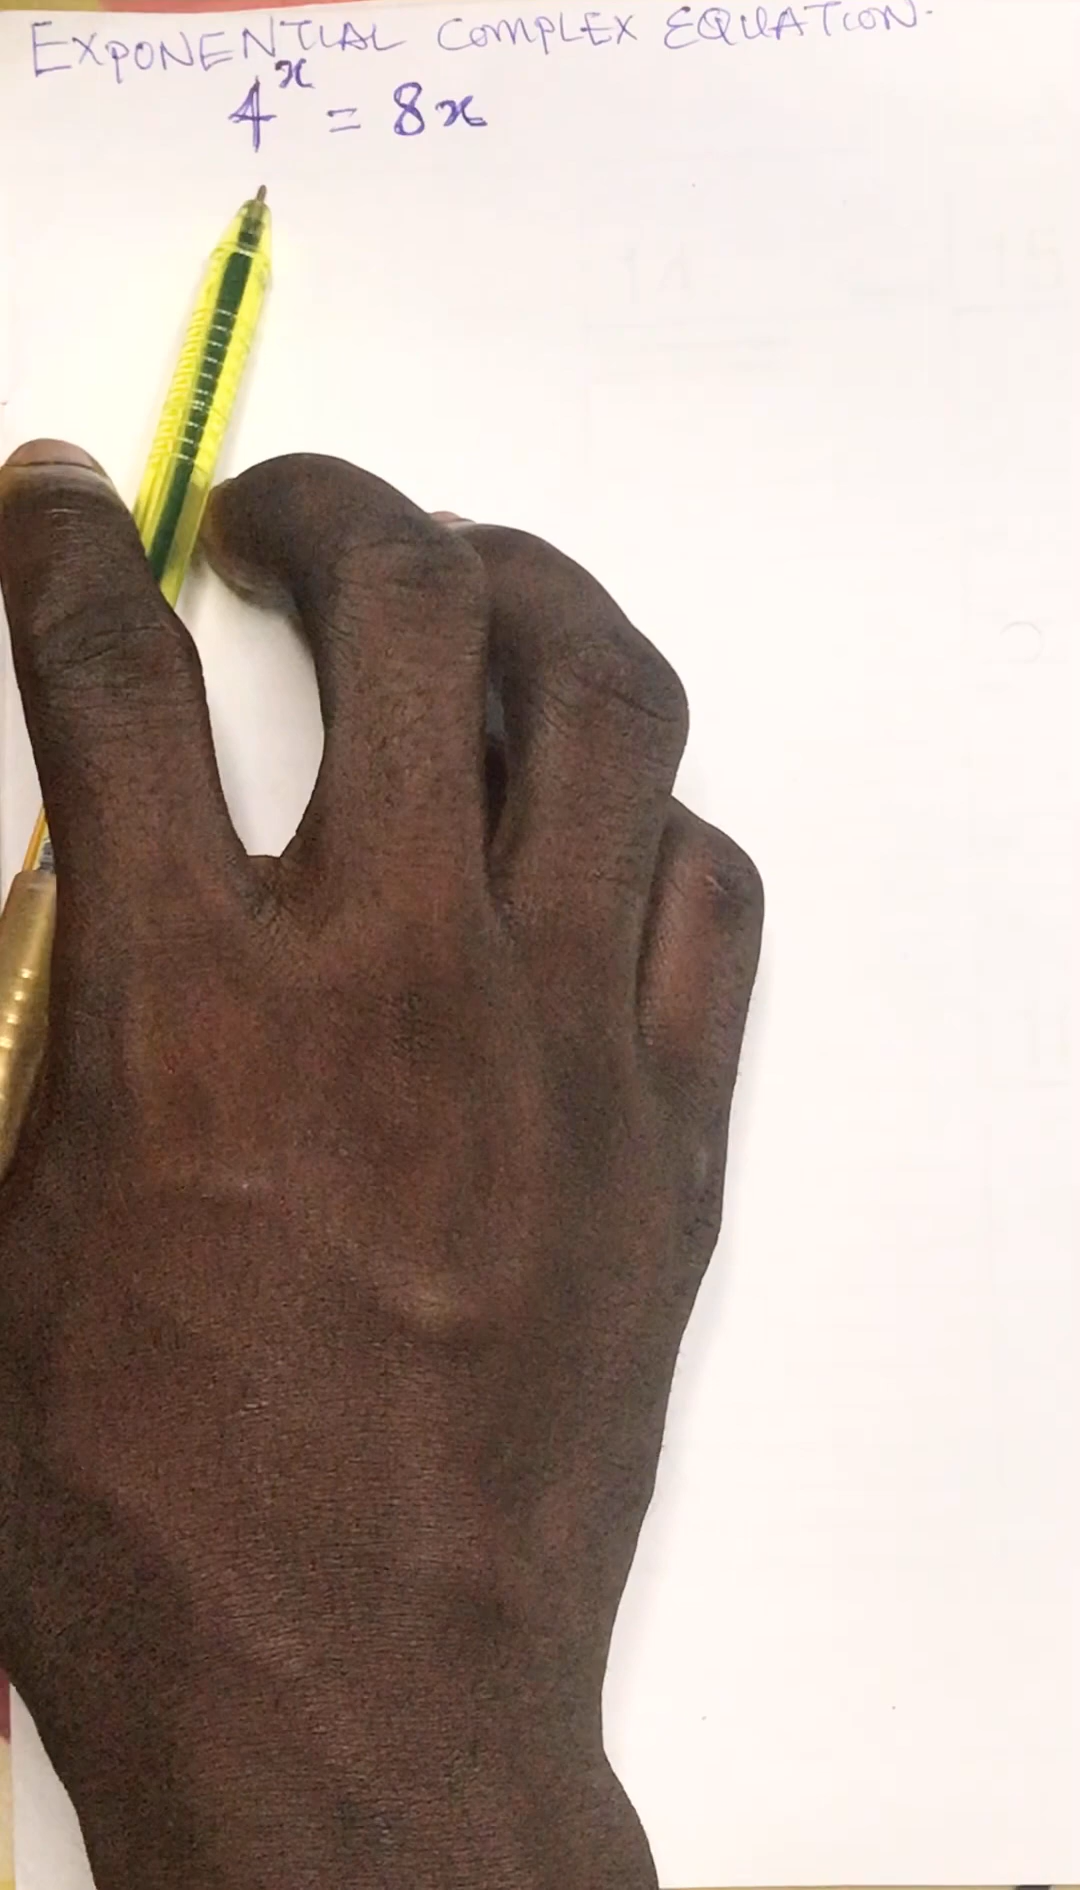 EXPONENTIAL COMPLEX EQUATION.
4^x = 8x